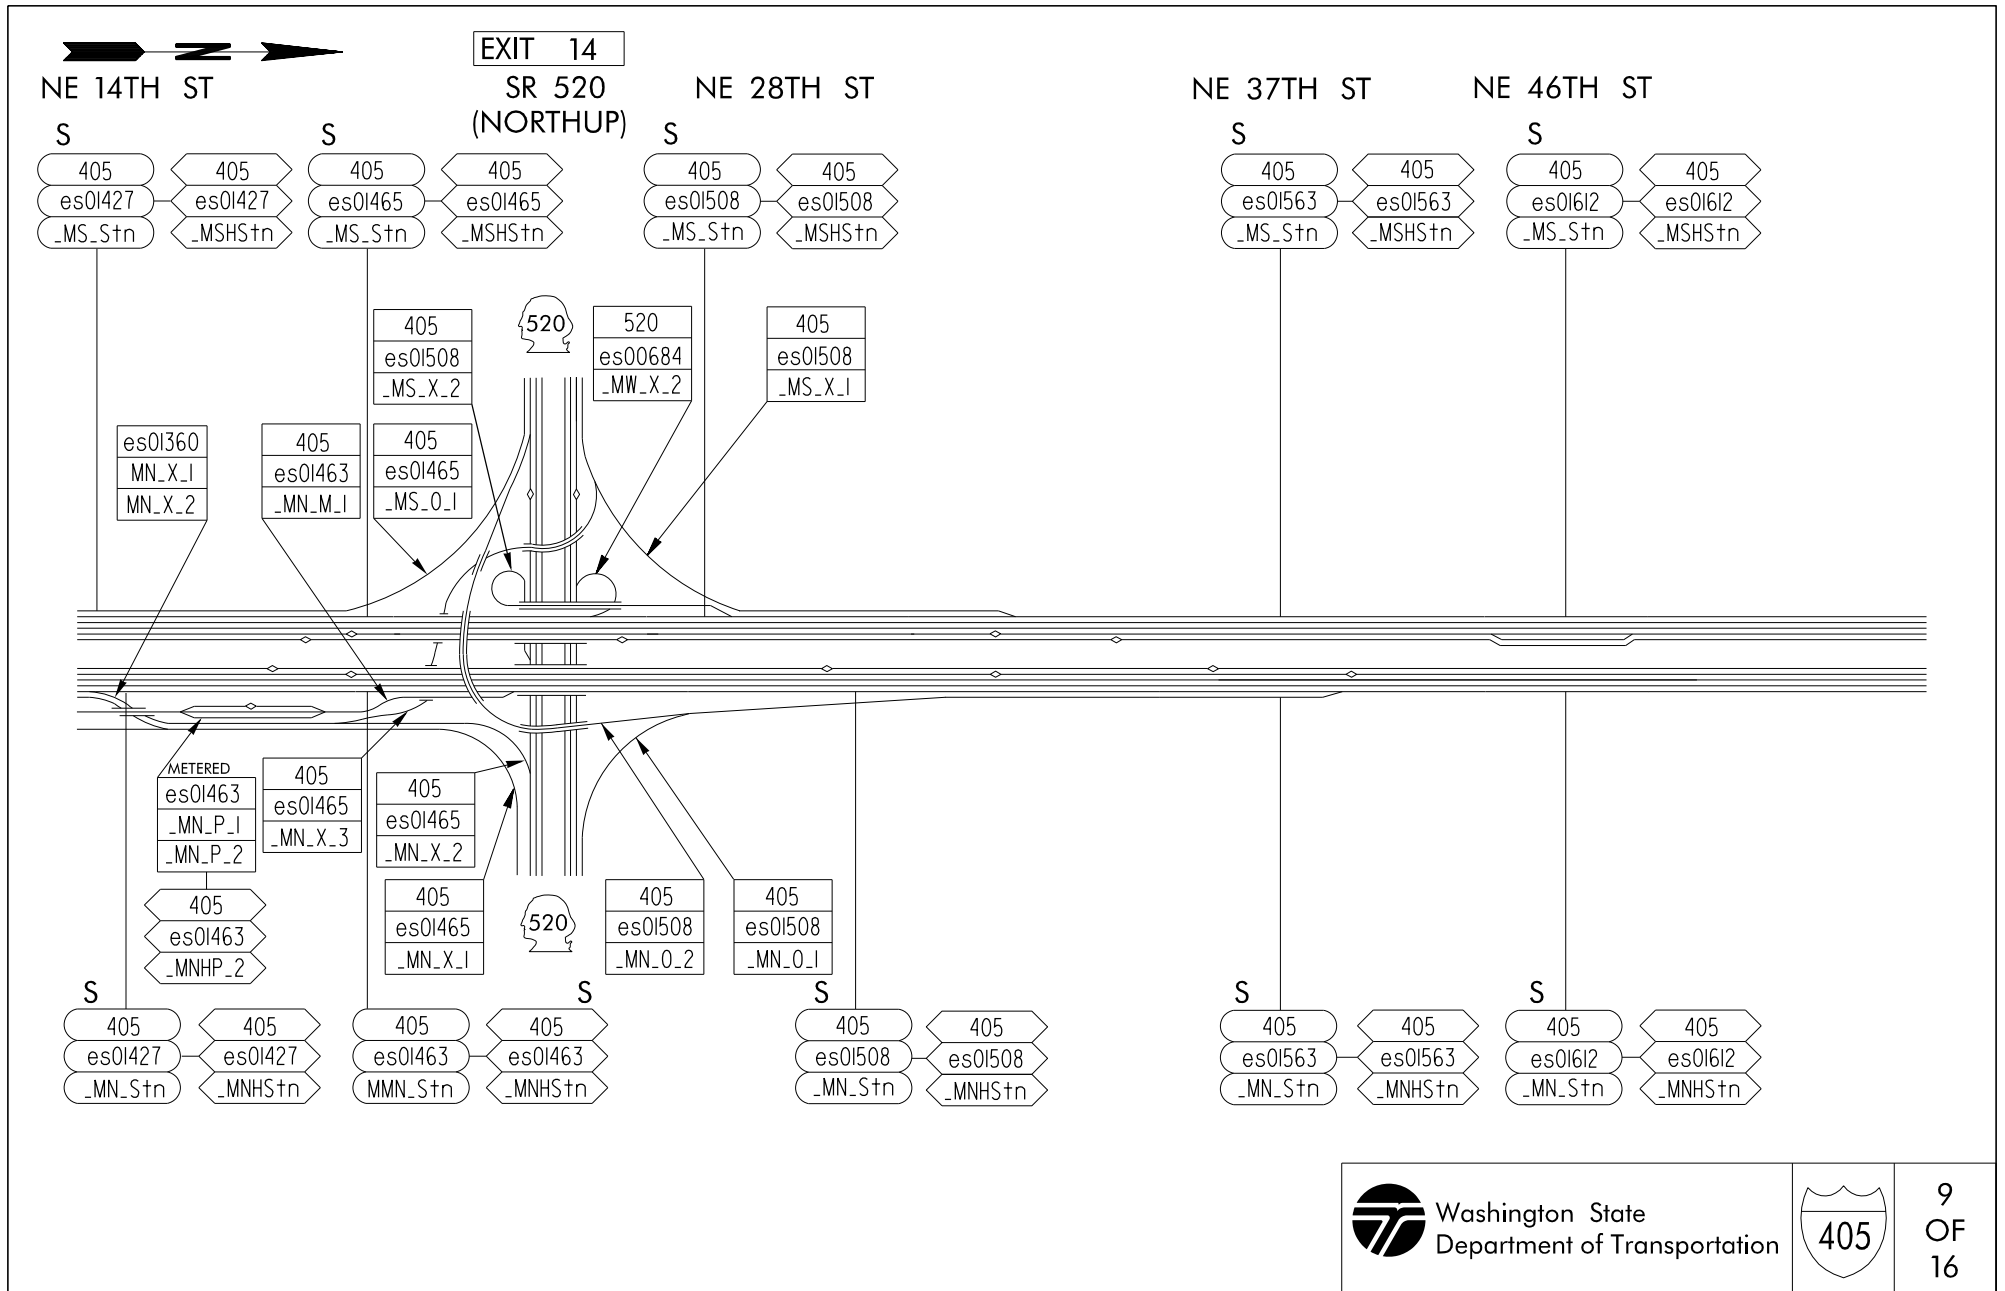 EXIT 14
NE 14TH ST
SR 520
(NORTHUP)
NE 28TH ST
NE 37TH ST
NE 46TH ST
S
405
es01427
_MS_Stn
405
es01427
_MSHStn
S
405
es01465
_MS_Stn
405
es01465
_MSHStn
S
405
es01508
_MS_Stn
405
es01508
_MSHStn
S
405
es01563
_MS_Stn
405
es01563
_MSHStn
S
405
es01612
_MS_Stn
405
es01612
_MSHStn
405
es01508
_MS_X_2
520
520
es00684
_MW_X_2
405
es01508
_MS_X_1
es01360
MN_X_1
MN_X_2
405
es01463
_MN_M_1
405
es01465
_MS_O_1
METERED
es01463
_MN_P_1
_MN_P_2
405
es01465
_MN_X_3
405
es01465
_MN_X_2
405
es01463
_MNHP_2
405
es01465
_MN_X_1
520
405
es01508
_MN_O_2
405
es01508
_MN_O_1
S
405
es01427
_MN_Stn
405
es01427
_MNHStn
405
es01463
MMN_Stn
S
405
es01463
_MNHStn
S
405
es01508
_MN_Stn
405
es01508
_MNHStn
S
405
es01563
_MN_Stn
405
es01563
_MNHStn
S
405
es01612
_MN_Stn
405
es01612
_MNHStn
Washington State
Department of Transportation
405
9
OF
16